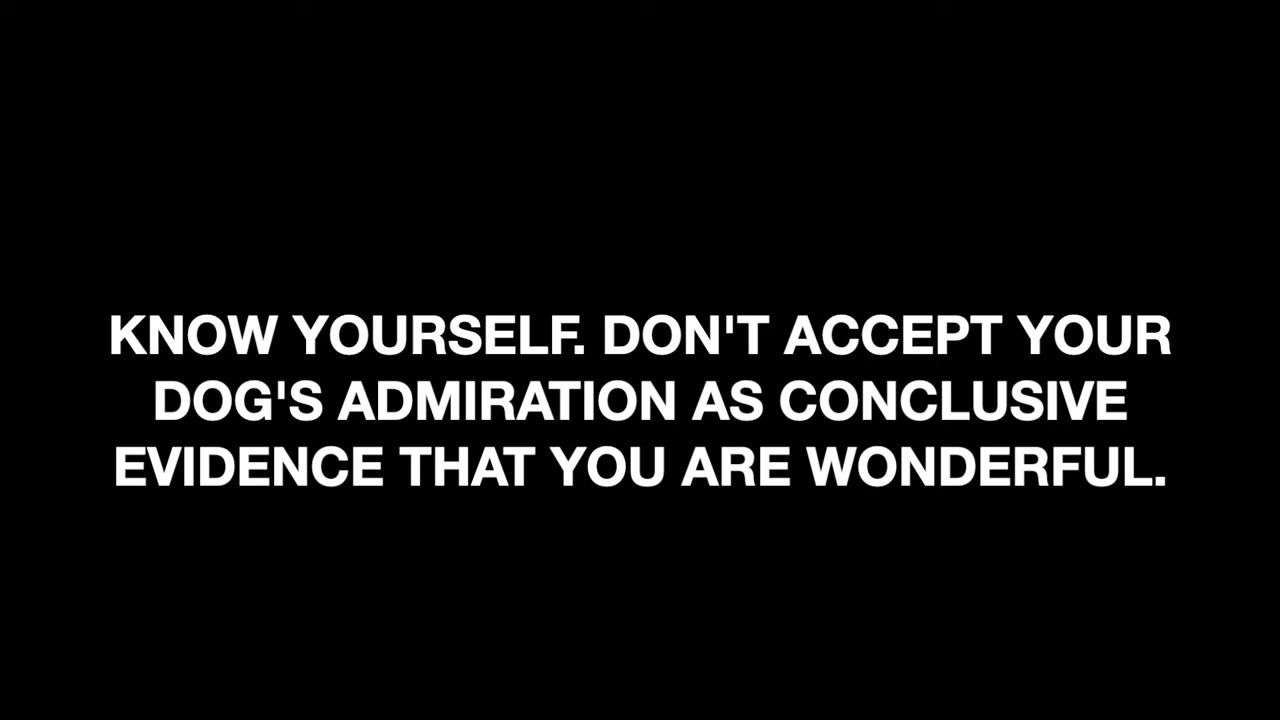 KNOW YOURSELF. DON'T ACCEPT YOUR
DOG'S ADMIRATION AS CONCLUSIVE
EVIDENCE THAT YOU ARE WONDERFUL.